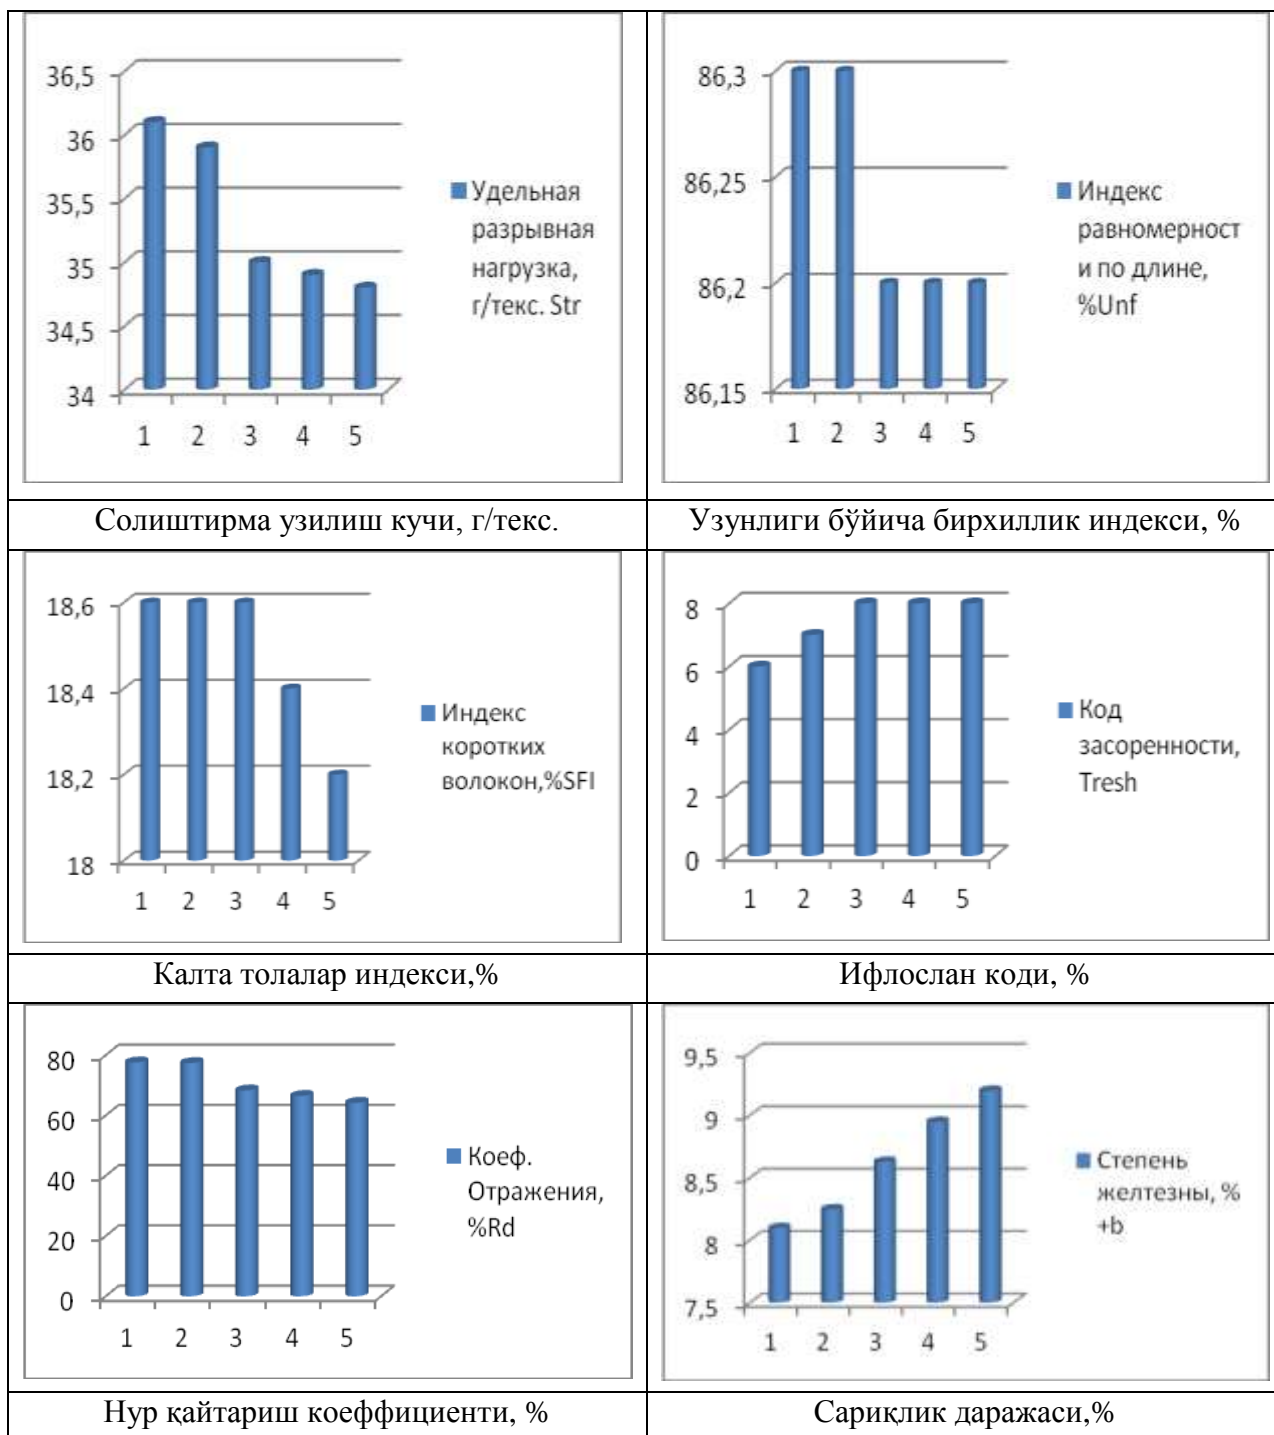 36,5
36
35,5
35
34,5
34
1 2 3 4 5
Удельная
разрывная
нагрузка,
г/текс. Str
86,3
86,25
86,2
86,15
1 2 3 4 5
Индекс
равномерност
и по длине,
%Unf
Солиштирма узилиш кучи, г/текс.
Узунлиги бўйича бирхиллик индекси, %
18,6
18,4
18,2
18
1 2 3 4 5
Индекс
коротких
волокон,%SFI
8
6
4
2
0
1 2 3 4 5
Код
засоренности,
Tresh
Калта толалар индекси,%
Ифлослан коди, %
80
60
40
20
0
1 2 3 4 5
Коеф.
Отражения,
%Rd
9,5
9
8,5
8
7,5
1 2 3 4 5
Степень
желтезны, %
+b
Нур қайтариш коеффициенти, %
Сариқлик даражаси,%